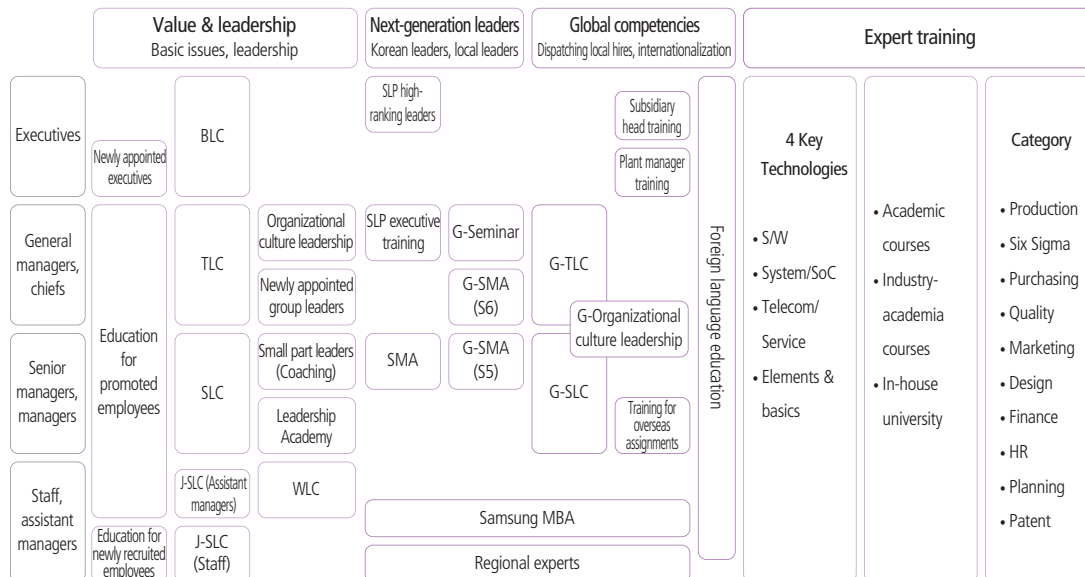 Value & leadership
Basic issues, leadership
Next-generation leaders
Korean leaders, local leaders
Global competencies
Dispatching local hires, internationalization
Expert training
Executives
Newly appointed
executives
BLC
SLP high-
ranking leaders
Subsidiary
head training
Plant manager
training
General
managers,
chiefs
Education
for
promoted
employees
TLC
Organizational
culture leadership
Newly appointed
group leaders
SLP executive
training
G-Seminar
G-SMA
(S6)
G-TLC
G-Organizational
culture leadership
Senior
managers,
managers
SLC
Small part leaders
(Coaching)
Leadership
Academy
SMA
G-SMA
(S5)
G-SLC
Training for
overseas
assignments
Staff,
assistant
managers
Education for
newly recruited
employees
J-SLC (Assistant
managers)
J-SLC
(Staff)
WLC
Samsung MBA
Regional experts
Foreign language education
4 Key
Technologies
• S/W
• System/SoC
• Telecom/
Service
• Elements &
basics
• Academic
courses
• Industry-
academia
courses
• In-house
university
Category
• Production
• Six Sigma
• Purchasing
• Quality
• Marketing
• Design
• Finance
• HR
• Planning
• Patent